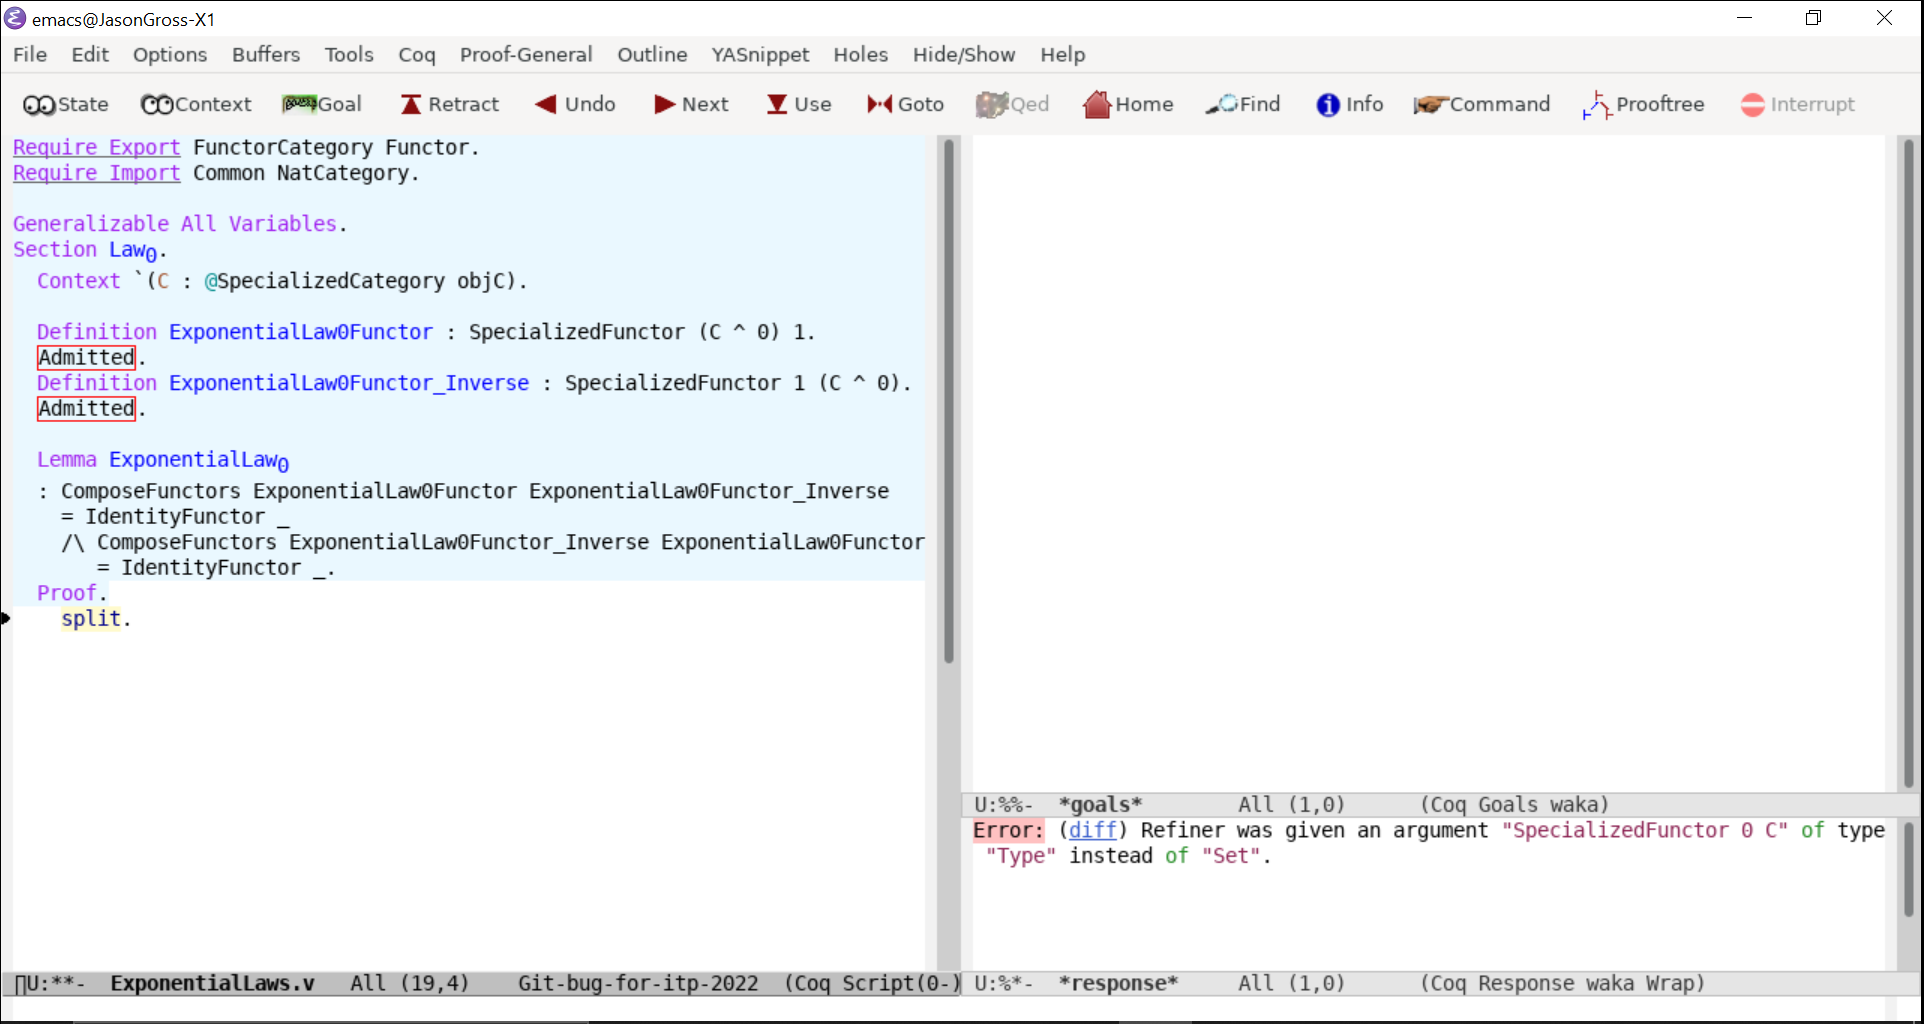 emacs@JasonGross-X1
File Edit Options Buffers Tools Coq Proof-General Outline YASnippet Holes Hide/Show Help
State Context Goal Retract Undo Next Use Goto Qed Home Find Info Command Prooftree Interrupt
Require Export FunctorCategory Functor.
Require Import Common NatCategory.
Generalizable All Variables.
Section Law0.
Context `(C : @SpecializedCategory objC).
Definition ExponentialLaw0Functor : SpecializedFunctor (C ^ 0) 1.
Admitted.
Definition ExponentialLaw0Functor_Inverse : SpecializedFunctor 1 (C ^ 0).
Admitted.
Lemma ExponentialLaw0
: ComposeFunctors ExponentialLaw0Functor ExponentialLaw0Functor_Inverse
= IdentityFunctor _
/\ ComposeFunctors ExponentialLaw0Functor_Inverse ExponentialLaw0Functor
= IdentityFunctor _.
Proof.
split.
U:**- ExponentialLaws.v All (19,4) Git-bug-for-itp-2022 (Coq Script(0-)
U:%%- *goals* All (1,0) (Coq Goals waka)
Error: (diff) Refiner was given an argument "SpecializedFunctor 0 C" of type
"Type" instead of "Set".
U:%*- *response* All (1,0) (Coq Response waka Wrap)